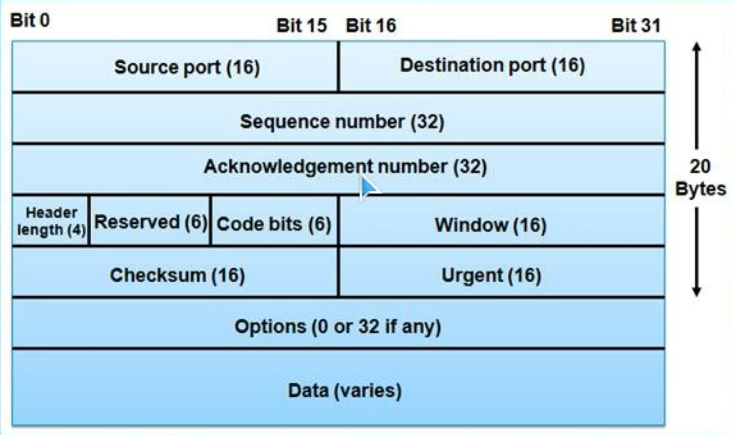 Bit 0 Bit 15 Bit 16 Bit 31
Source port (16) Destination port (16)
Sequence number (32)
Acknowledgement number (32)
20
Bytes
Header
length (4) Reserved (6) Code bits (6) Window (16)
Checksum (16) Urgent (16)
Options (0 or 32 if any)
Data (varies)